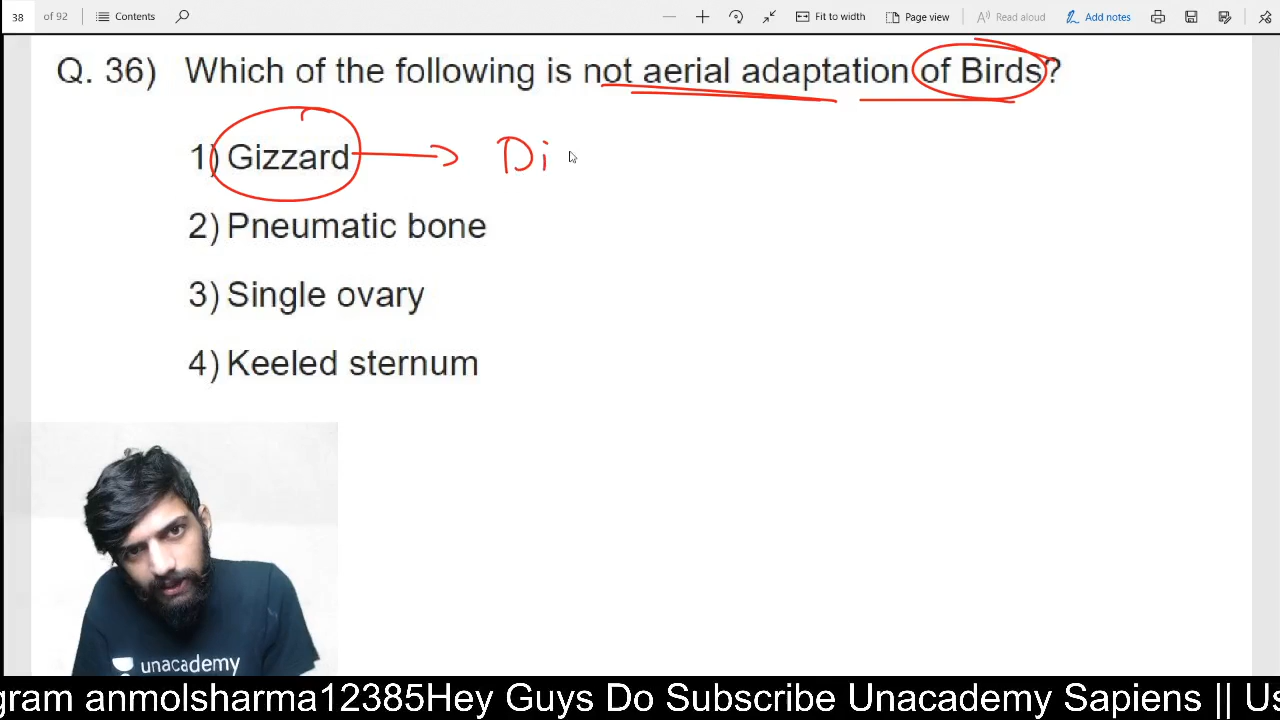 38 of 92 Contents Fit to width Page view Read aloud Add notes
Q. 36) Which of the following is not aerial adaptation of Birds?
1) Gizzard → Di
2) Pneumatic bone
3) Single ovary
4) Keeled sternum
unacademy
gram anmolsharma12385Hey Guys Do Subscribe Unacademy Sapiens || Us